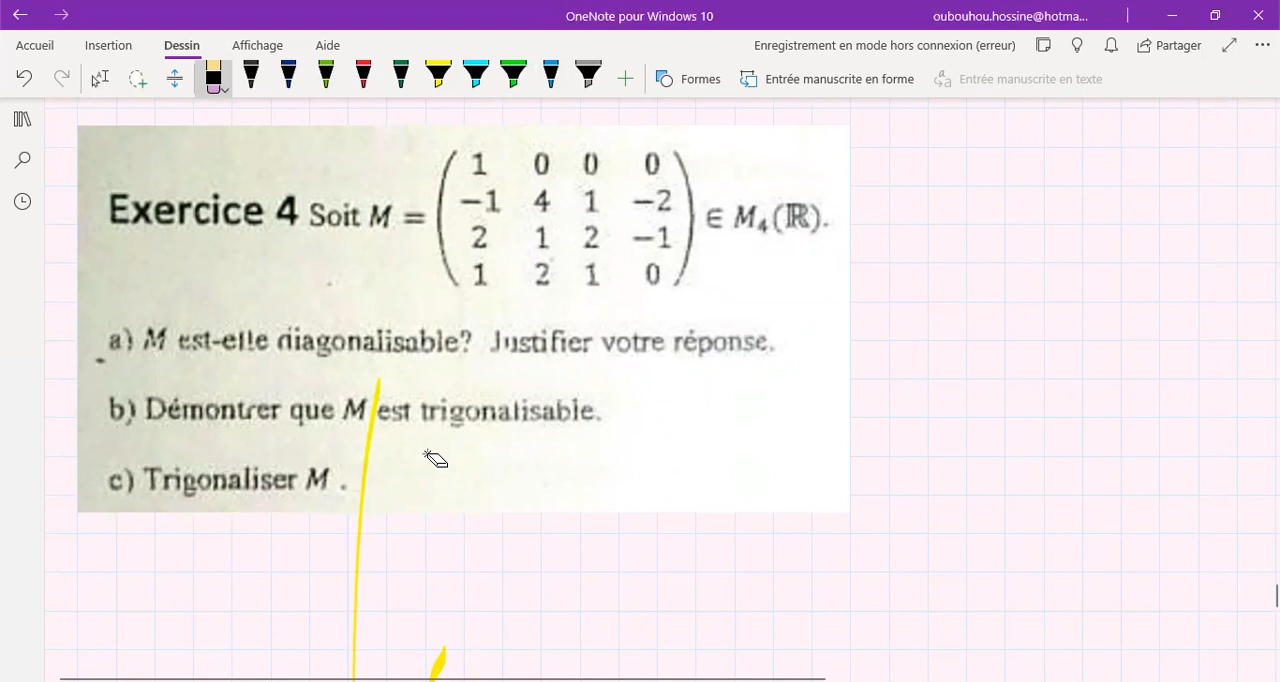 OneNote pour Windows 10
oubouhou.hossine@hotma...
Accueil Insertion Dessin Affichage Aide
Enregistrement en mode hors connexion (erreur)
Partager
Formes
Entrée manuscrite en forme
Entrée manuscrite en texte
Exercice 4 Soit M = 
1 0 0 0
−1 4 1 −2
2 1 2 −1
1 2 1 0
∈ M₄(ℝ).
a) M est-elle diagonalisable? Justifier votre réponse.
b) Démontrer que M est trigonalisable.
c) Trigonaliser M .